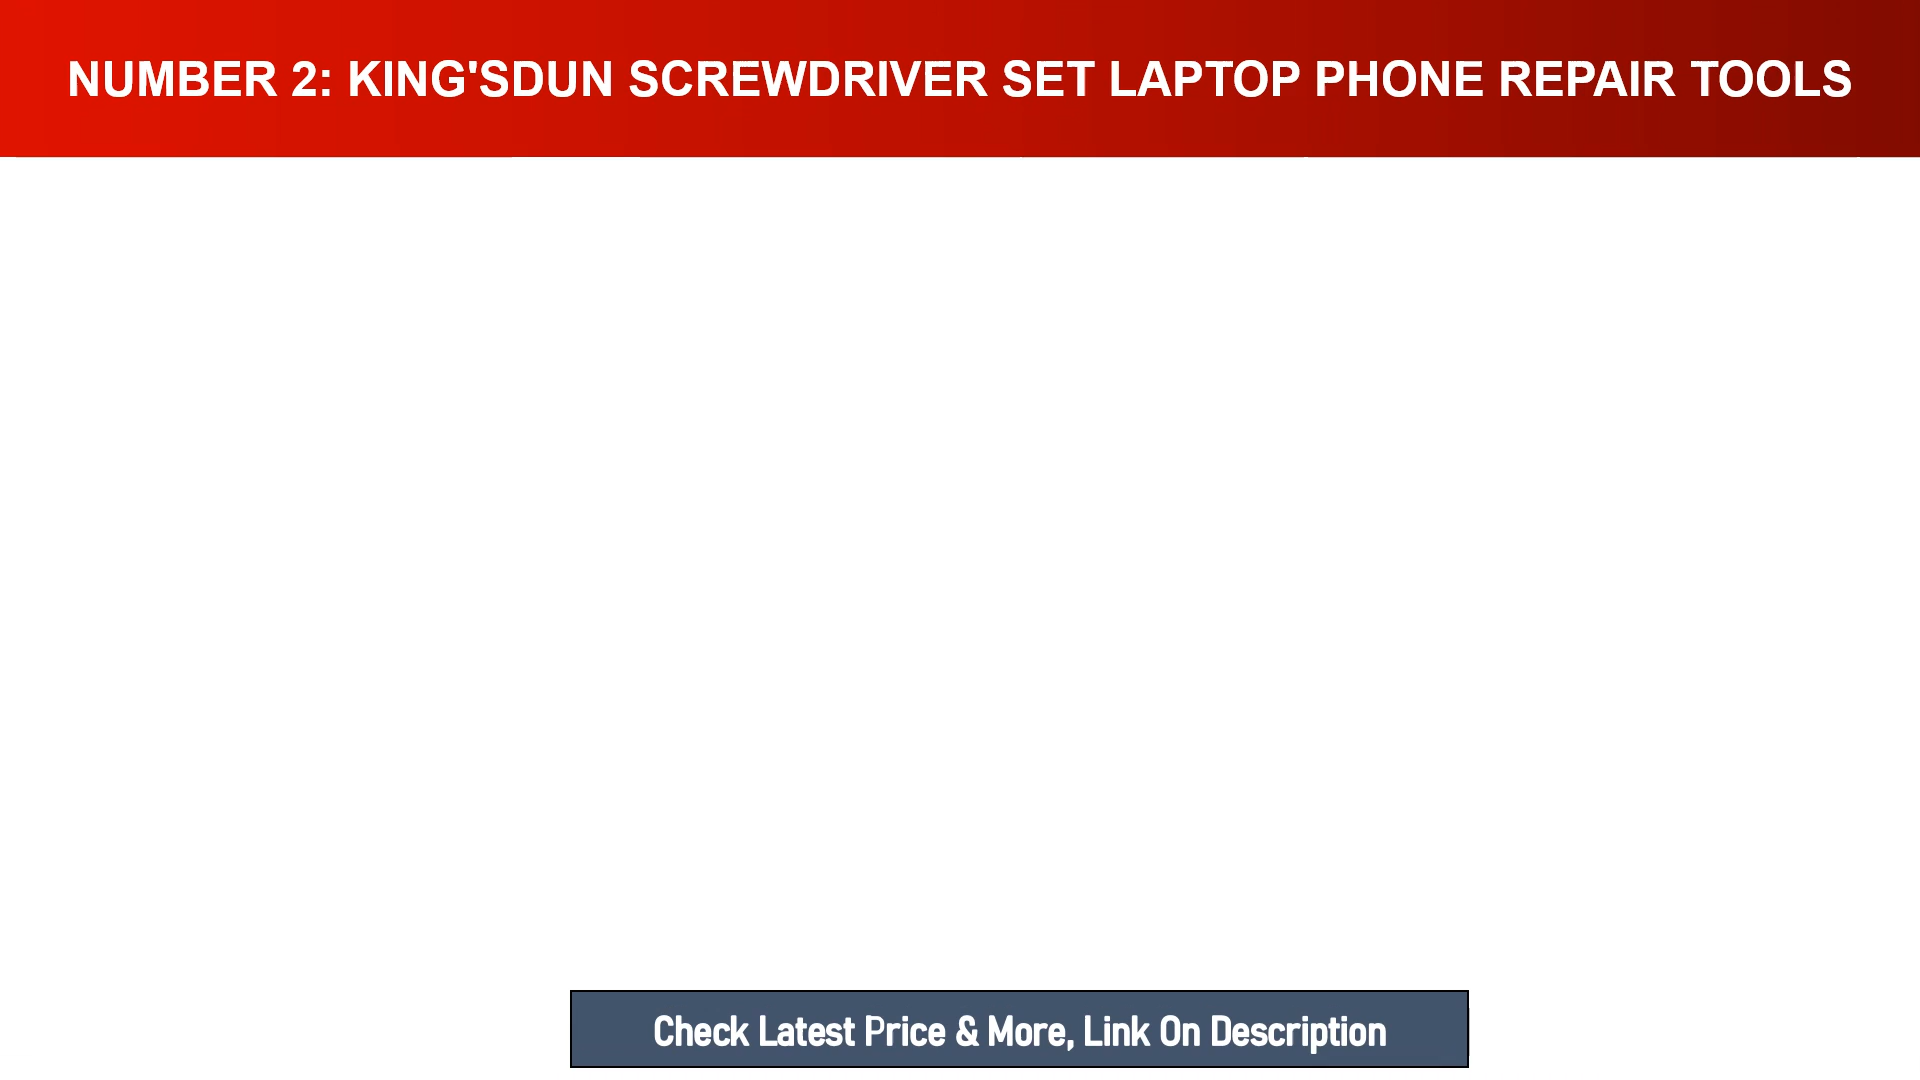 NUMBER 2: KING'SDUN SCREWDRIVER SET LAPTOP PHONE REPAIR TOOLS
Check Latest Price & More, Link On Description